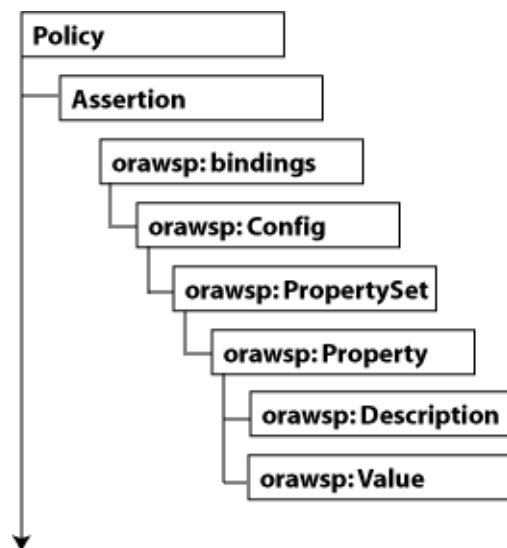 Policy
Assertion
orawsp:bindings
orawsp:Config
orawsp:PropertySet
orawsp:Property
orawsp:Description
orawsp:Value